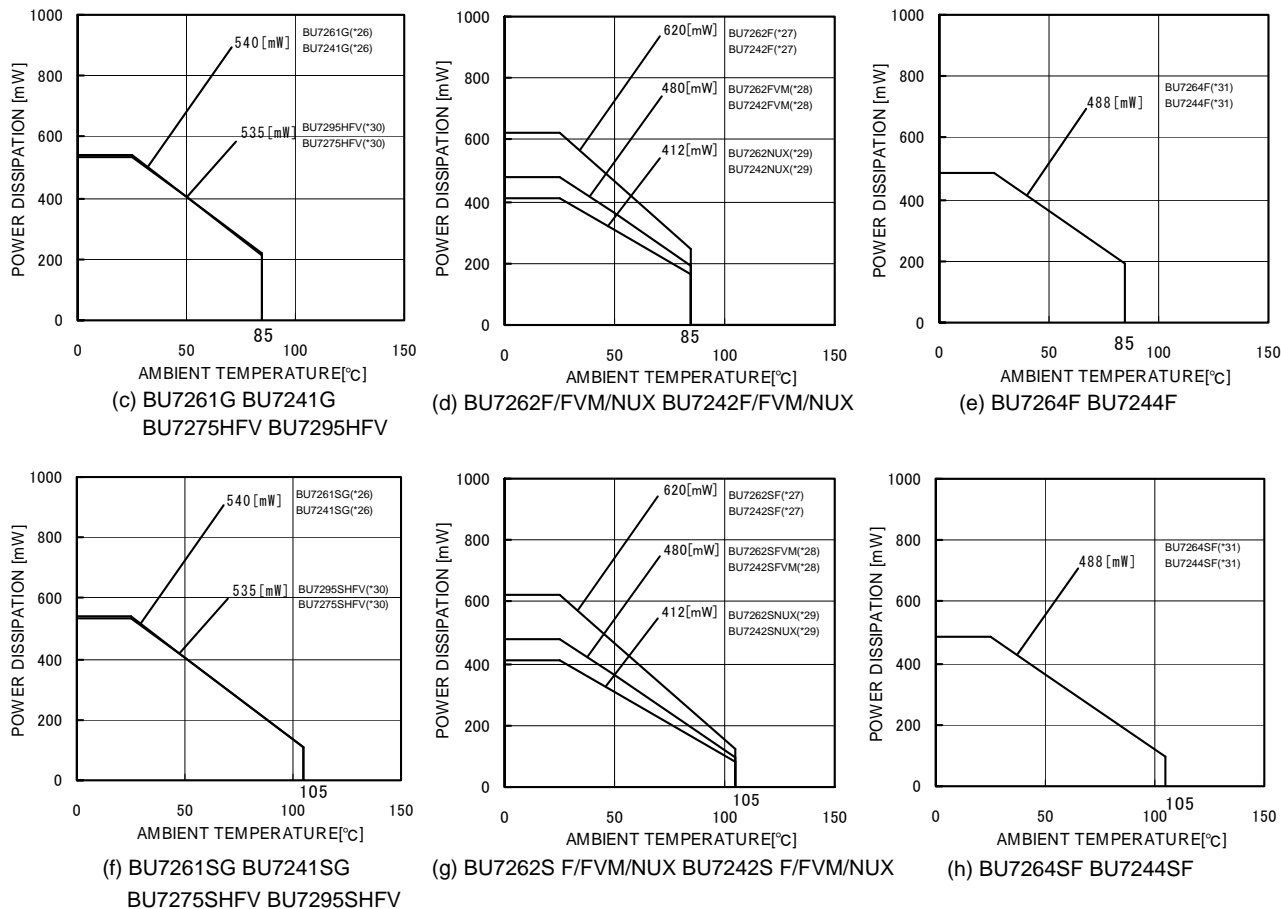 1000
800
600
400
200
0
POWER DISSIPATION [mW]
540[mW]
BU7261G(*26)
BU7241G(*26)
535[mW]
BU7295HFV(*30)
BU7275HFV(*30)
85
0
50
100
150
AMBIENT TEMPERATURE[°C]
(c) BU7261G BU7241G
BU7275HFV BU7295HFV
1000
800
600
400
200
0
POWER DISSIPATION [mW]
620[mW]
BU7262F(*27)
BU7242F(*27)
480[mW]
BU7262FVM(*28)
BU7242FVM(*28)
412[mW]
BU7262NUX(*29)
BU7242NUX(*29)
85
0
50
100
150
AMBIENT TEMPERATURE[°C]
(d) BU7262F/FVM/NUX BU7242F/FVM/NUX
1000
800
600
400
200
0
POWER DISSIPATION [mW]
488[mW]
BU7264F(*31)
BU7244F(*31)
85
0
50
100
150
AMBIENT TEMPERATURE[°C]
(e) BU7264F BU7244F
1000
800
600
400
200
0
POWER DISSIPATION [mW]
540[mW]
BU7261SG(*26)
BU7241SG(*26)
535[mW]
BU7295SHFV(*30)
BU7275SHFV(*30)
105
0
50
100
150
AMBIENT TEMPERATURE[°C]
(f) BU7261SG BU7241SG
BU7275SHFV BU7295SHFV
1000
800
600
400
200
0
POWER DISSIPATION [mW]
620[mW]
BU7262SF(*27)
BU7242SF(*27)
480[mW]
BU7262SFVM(*28)
BU7242SFVM(*28)
412[mW]
BU7262SNUX(*29)
BU7242SNUX(*29)
105
0
50
100
150
AMBIENT TEMPERATURE[°C]
(g) BU7262S F/FVM/NUX BU7242S F/FVM/NUX
1000
800
600
400
200
0
POWER DISSIPATION [mW]
488[mW]
BU7264SF(*31)
BU7244SF(*31)
105
0
50
100
150
AMBIENT TEMPERATURE[°C]
(h) BU7264SF BU7244SF